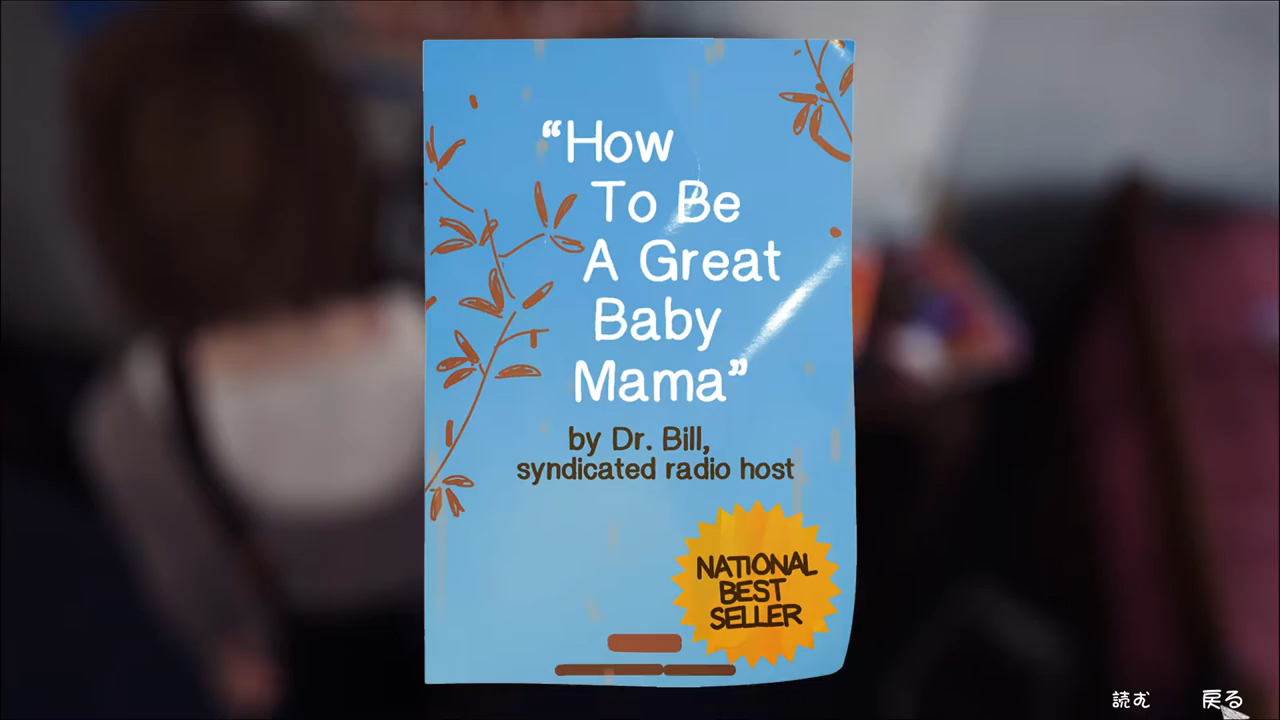 “How
To Be
A Great
Baby
Mama”
by Dr. Bill,
syndicated radio host
NATIONAL
BEST
SELLER
読む 戻る